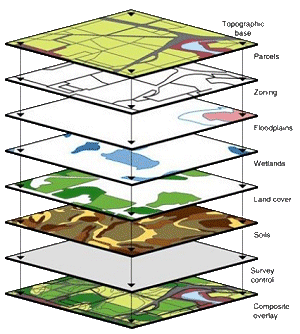 Topographic
base
Parcels
Zoning
Floodplains
Wetlands
Land cover
Soils
Survey
control
Composite
overlay